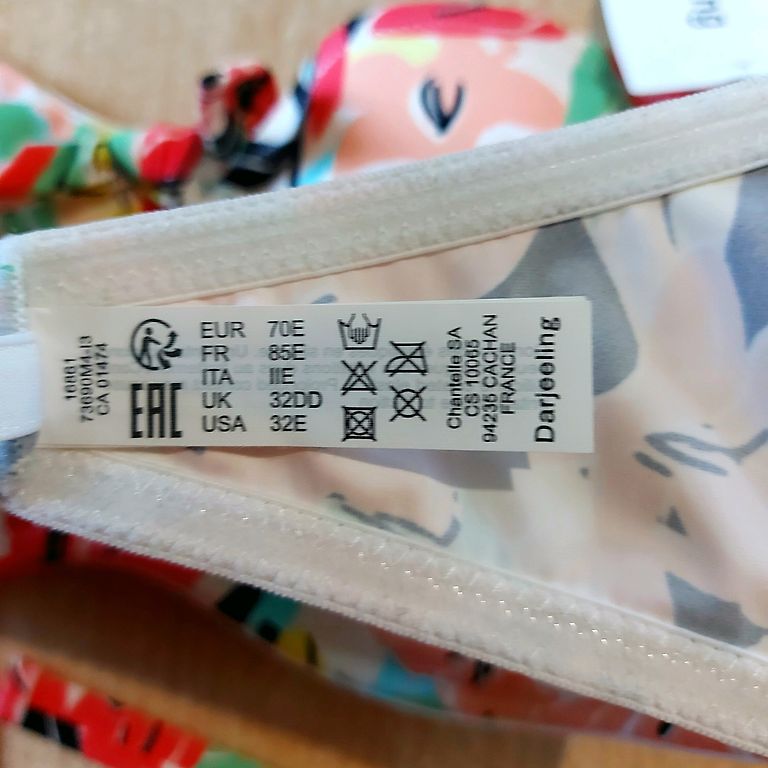 16861
CA 01474
EAC
EUR 70E
FR 85E
ITA IIE
UK 32DD
USA 32E
Chantelle SA
CS 10065
94235 CACHAN
FRANCE
Darjeeling